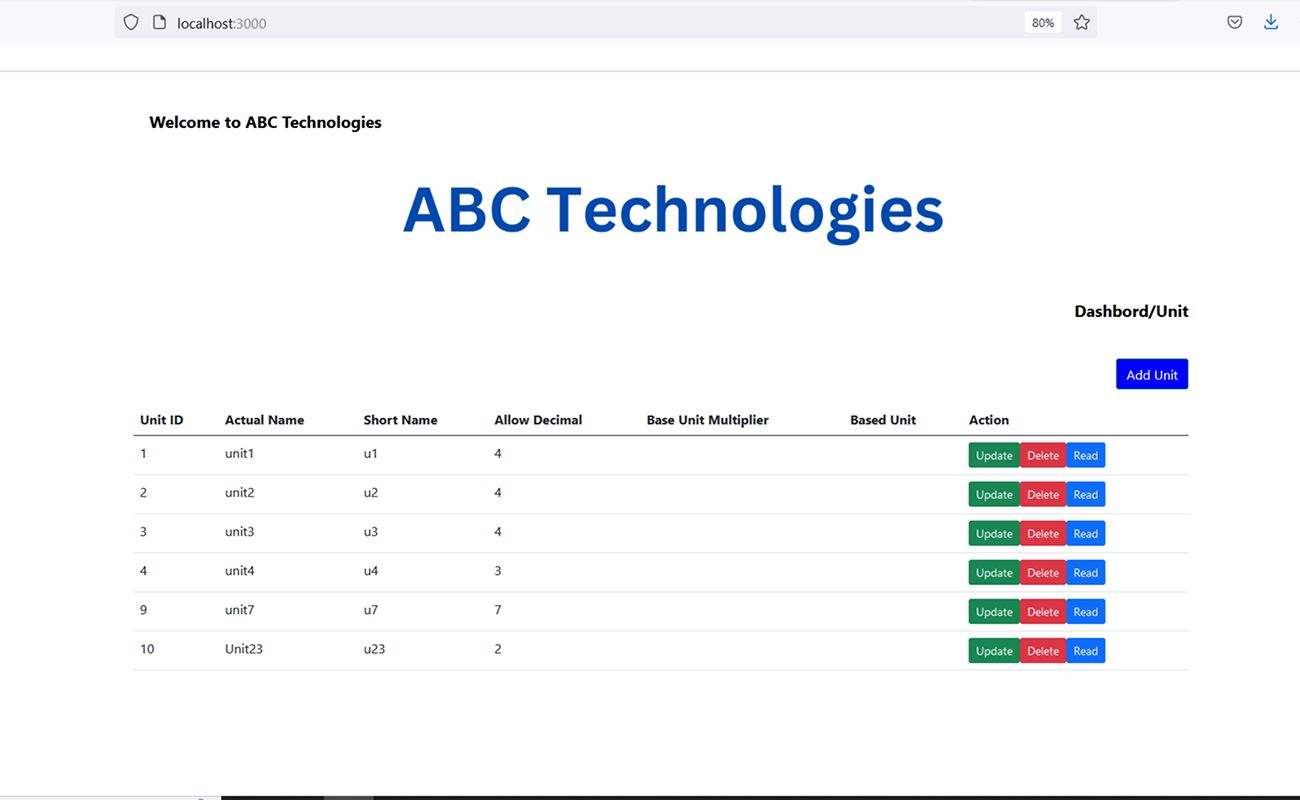 localhost:3000 80%
Welcome to ABC Technologies
ABC Technologies
Dashbord/Unit
Add Unit
Unit ID Actual Name Short Name Allow Decimal Base Unit Multiplier Based Unit Action
1 unit1 u1 4 Update Delete Read
2 unit2 u2 4 Update Delete Read
3 unit3 u3 4 Update Delete Read
4 unit4 u4 3 Update Delete Read
9 unit7 u7 7 Update Delete Read
10 Unit23 u23 2 Update Delete Read